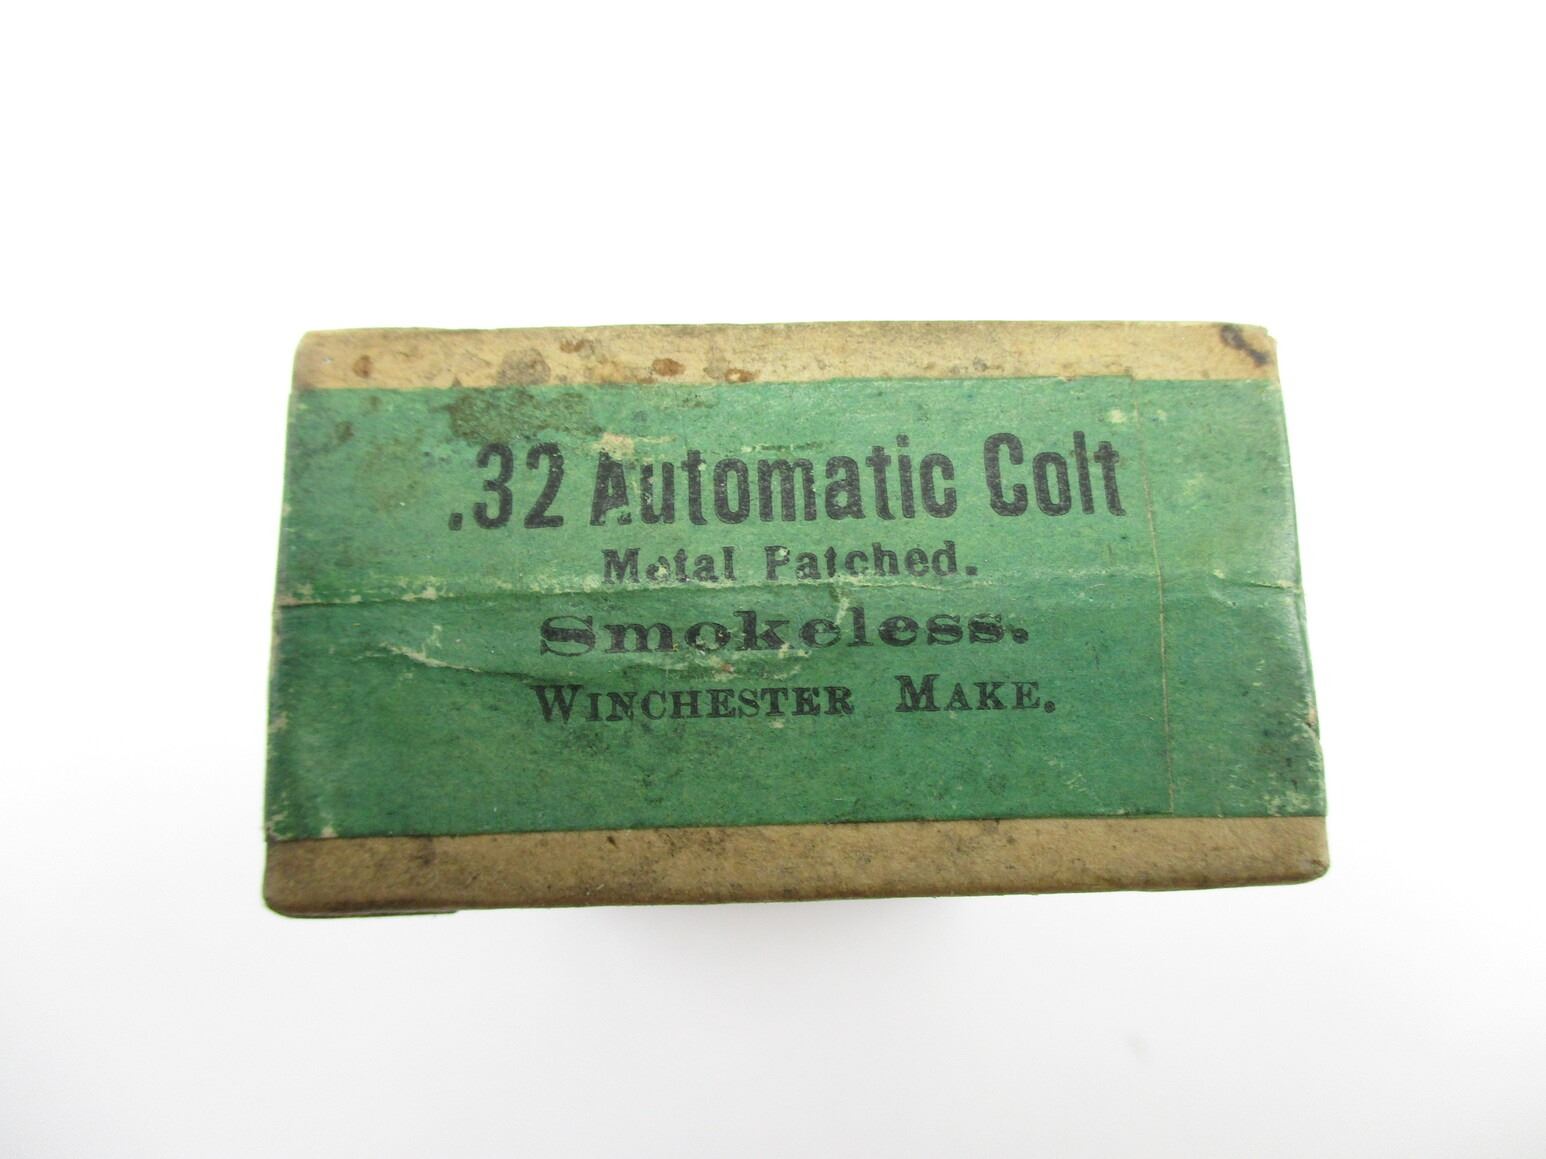 .32 Automatic Colt
Metal Patched.
Smokeless.
WINCHESTER MAKE.